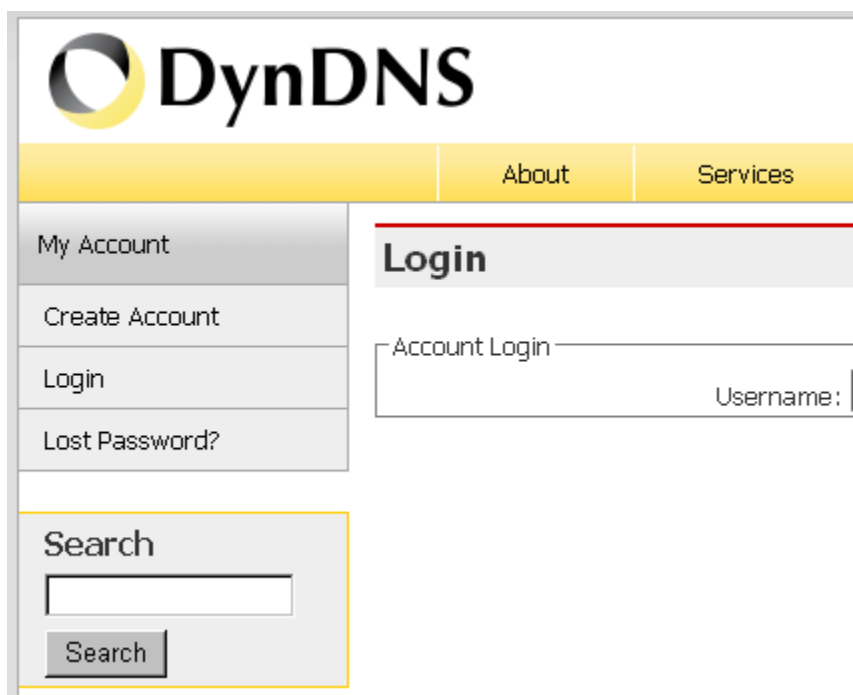 DynDNS
About
Services
My Account
Create Account
Login
Lost Password?
Search
Search
Login
Account Login
Username: